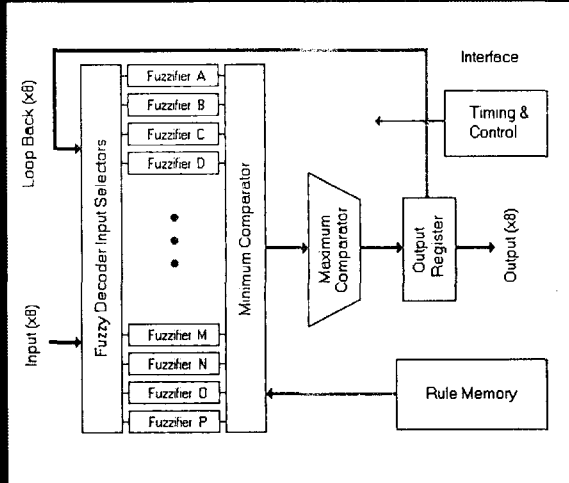 Interface
Loop Back (x8)
Input (x8)
Fuzzy Decoder Input Selectors
Fuzzifier A
Fuzzifier B
Fuzzifier C
Fuzzifier D
Fuzzifier M
Fuzzifier N
Fuzzifier O
Fuzzifier P
Minimum Comparator
Maximum
Comparator
Output
Register
Output (x8)
Timing &
Control
Rule Memory